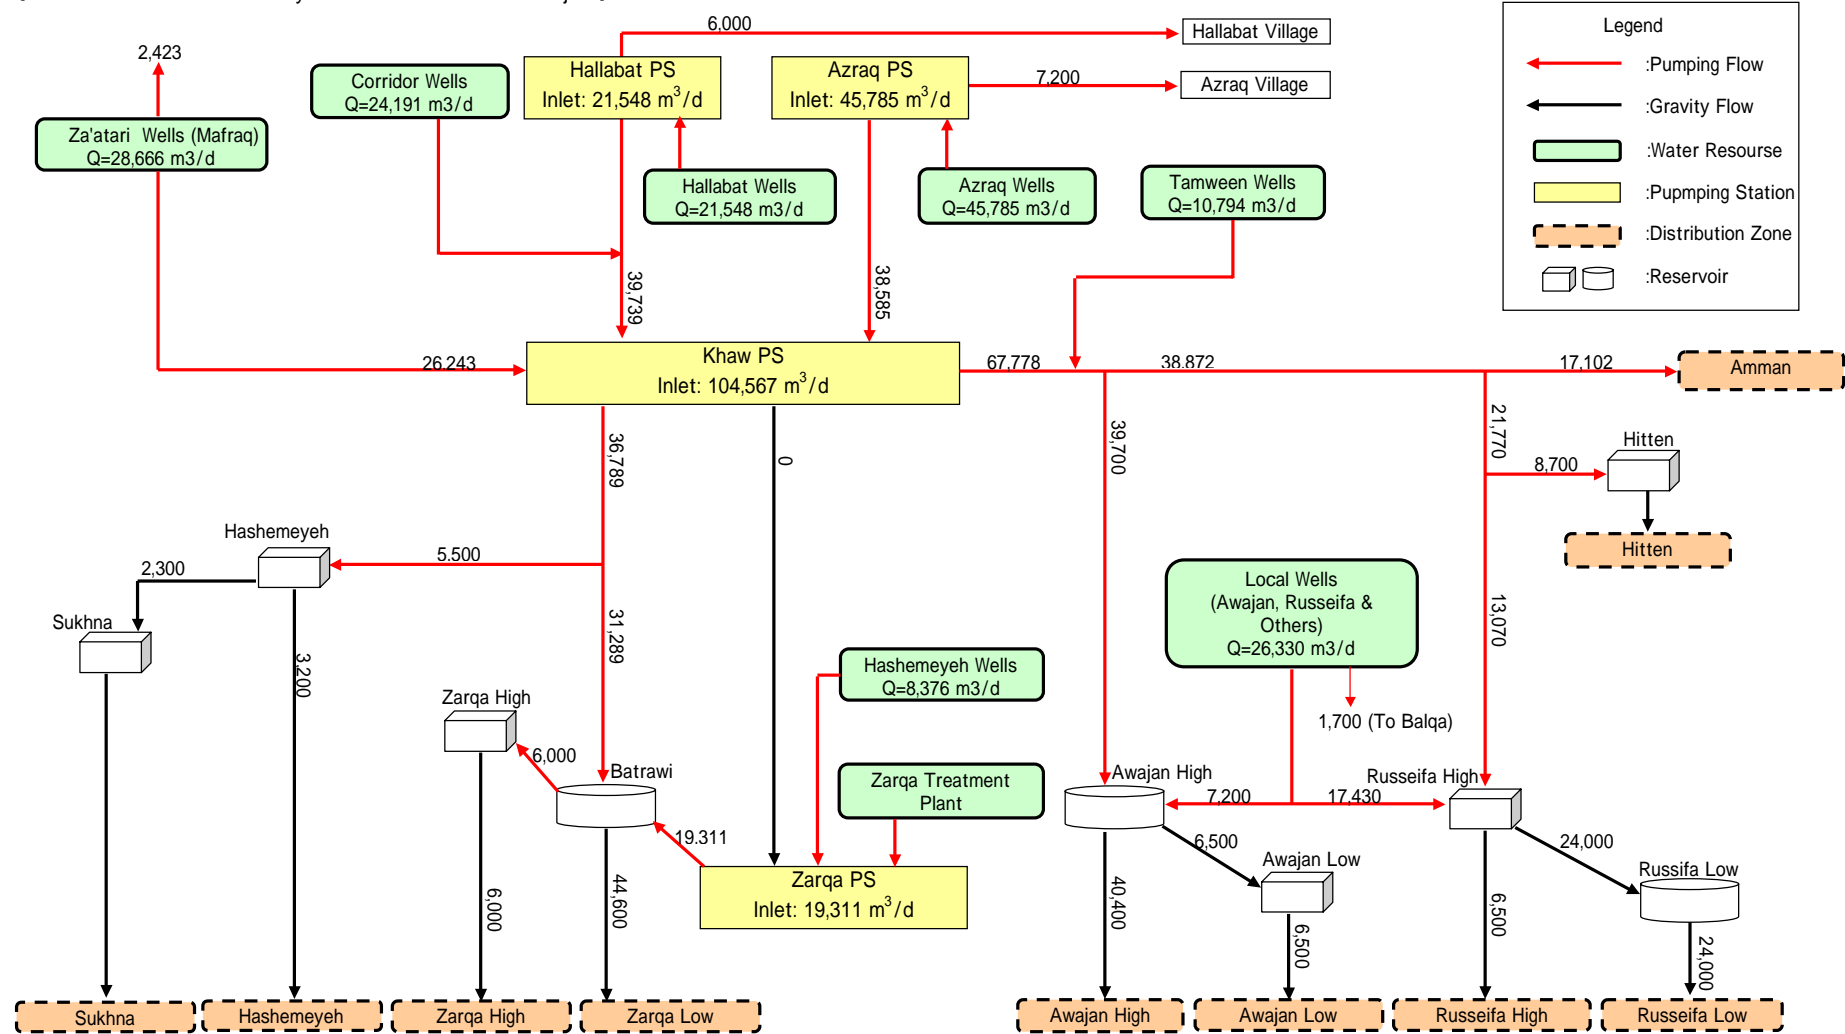 6,000
Hallabat Village
Legend
2,423
Hallabat PS
Inlet: 21,548 m³/d
Azraq PS
Inlet: 45,785 m³/d
7,200
Azraq Village
:Pumping Flow
Corridor Wells
Q=24,191 m3/d
:Gravity Flow
Za'atari Wells (Mafraq)
Q=28,666 m3/d
:Water Resourse
Hallabat Wells
Q=21,548 m3/d
Azraq Wells
Q=45,785 m3/d
Tamween Wells
Q=10,794 m3/d
:Pupmping Station
:Distribution Zone
:Reservoir
39,739
38,585
26.243
Khaw PS
Inlet: 104,567 m³/d
67,778
38.872
17,102
Amman
36,789
0
39,700
21,770
Hitten
8,700
Hitten
Hashemeyeh
5.500
2,300
Sukhna
3,200
31,289
Local Wells
(Awajan, Russeifa &
Others)
Q=26,330 m3/d
13,070
Hashemeyeh Wells
Q=8,376 m3/d
1,700 (To Balqa)
Zarqa High
6,000
Batrawi
Zarqa Treatment
Plant
Awajan High
7,200
17,430
Russeifa High
19.311
6,500
Awajan Low
24,000
Russifa Low
Zarqa PS
Inlet: 19,311 m³/d
6,000
44,600
40,400
6,500
6,500
24,000
Sukhna
Hashemeyeh
Zarqa High
Zarqa Low
Awajan High
Awajan Low
Russeifa High
Russeifa Low